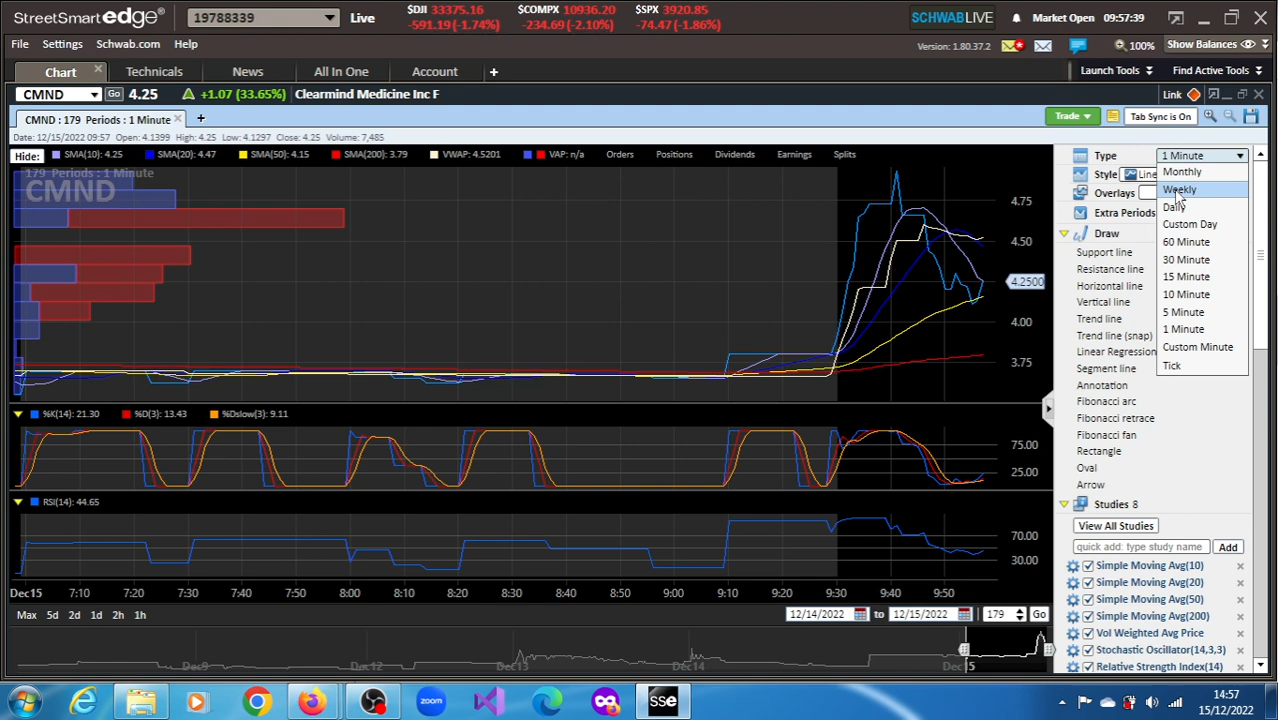 StreetSmart edge
19788339
Live
$DJI 33375.16
-591.19 (-1.74%)
$COMPX 10936.20
-234.69 (-2.10%)
$SPX 3920.85
-74.47 (-1.86%)
SCHWABLIVE
Market Open
09:57:39
File Settings Schwab.com Help
Version: 1.80.37.2
100%
Show Balances
Chart Technicals News All In One Account +
Launch Tools
Find Active Tools
CMND Go 4.25 +1.07 (33.65%) Clearmind Medicine Inc F
Link
CMND : 179 Periods : 1 Minute
Trade
Tab Sync is On
Date: 12/15/2022 09:57 Open: 4.1399 High: 4.25 Low: 4.1297 Close: 4.25 Volume: 7,485
Hide: SMA(10): 4.25 SMA(20): 4.47 SMA(50): 4.15 SMA(200): 3.79 VWAP: 4.5201 VAP: n/a Orders Positions Dividends Earnings Splits
179 Periods : 1 Minute
CMND
4.75
4.50
4.2500
4.00
3.75
%K(14): 21.30 %D(3): 13.43 %Dslow(3): 9.11
75.00
25.00
RSI(14): 44.65
70.00
30.00
Dec15 7:10 7:20 7:30 7:40 7:50 8:00 8:10 8:20 8:30 8:40 8:50 9:00 9:10 9:20 9:30 9:40 9:50
Max 5d 2d 1d 2h 1h
12/14/2022 to 12/15/2022 179 Go
Dec9 Dec12 Dec13 Dec14 Dec15
Type 1 Minute
Style Line
Overlays
Extra Periods
Draw
Support line
Resistance line
Horizontal line
Vertical line
Trend line
Trend line (snap)
Linear Regression
Segment line
Annotation
Fibonacci arc
Fibonacci retrace
Fibonacci fan
Rectangle
Oval
Arrow
Monthly
Weekly
Daily
Custom Day
60 Minute
30 Minute
15 Minute
10 Minute
5 Minute
1 Minute
Custom Minute
Tick
Studies 8
View All Studies
quick add: type study name Add
Simple Moving Avg(10)
Simple Moving Avg(20)
Simple Moving Avg(50)
Simple Moving Avg(200)
Vol Weighted Avg Price
Stochastic Oscillator(14,3,3)
Relative Strength Index(14)
zoom
SSE
14:57
15/12/2022